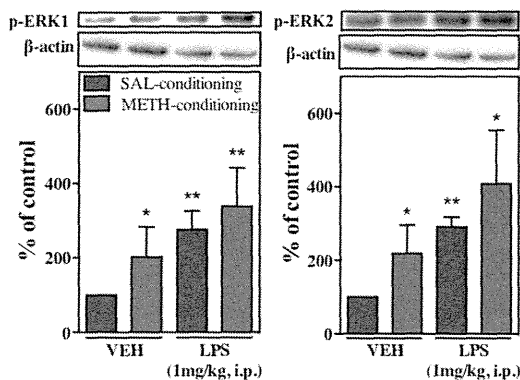 p-ERK1
β-actin
SAL-conditioning
METH-conditioning
% of control
600
400
200
0
*
**
**
VEH
LPS
(1mg/kg, i.p.)
p-ERK2
β-actin
% of control
600
400
200
0
*
**
*
VEH
LPS
(1mg/kg, i.p.)